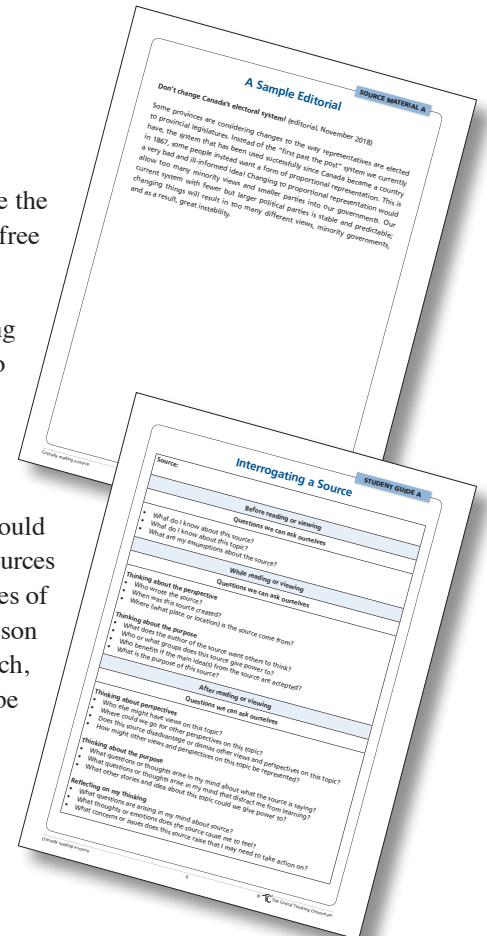 e the
free
ng
o
ould
urces
es of
son
ch,
be
SOURCE MATERIAL A
A Sample Editorial
Don't change Canada's electoral system! (editorial, November 2018)
Some provinces are considering changes to the way representatives are elected
to provincial legislatures. Instead of the "first past the post" system we currently
have, the system that has been used successfully since Canada became a country
in 1867, some people instead want a form of proportional representation. This is
a very bad and ill-informed idea! Changing to proportional representation would
allow too many minority views and smaller parties into our governments. Our
current system with fewer but larger political parties is stable and predictable;
changing things will result in too many different views, minority governments,
and as a result, great instability.
Critically reading a source
STUDENT GUIDE A
Interrogating a Source
Source:
Before reading or viewing
Questions we can ask ourselves
• What do I know about this source?
• What do I know about this topic?
• What are my assumptions about the source?
While reading or viewing
Questions we can ask ourselves
Thinking about the perspective
• Who wrote the source?
• When was this source created?
• Where (what place or location) is the source come from?
Thinking about the purpose
• What does the author of the source want others to think?
• Who or what groups does this source give power to?
• Who benefits if the main idea(s) from the source are accepted?
• What is the purpose of this source?
After reading or viewing
Questions we can ask ourselves
Thinking about perspectives
• Who else might have views on this topic?
• Where could we go for other perspectives on this topic?
• Does this source disadvantage or dismiss other views and perspectives on this topic?
• How might other views and perspectives on this topic be represented?
Thinking about the purpose
• What questions or thoughts arise in my mind about what the source is saying?
• What questions or thoughts arise in my mind that distract me from learning?
• What other stories and idea about this topic could we give power to?
Reflecting on my thinking
• What questions are arising in my mind about source?
• What thoughts or emotions does the source cause me to feel?
• What concerns or issues does this source raise that I may need to take action on?
Critically reading a source
© TC The Critical Thinking Consortium